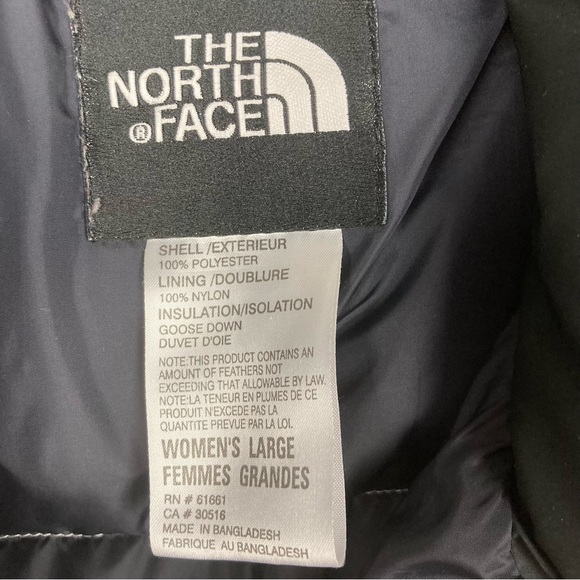 THE
NORTH
® FACE
SHELL /EXTÉRIEUR
100% POLYESTER
LINING /DOUBLURE
100% NYLON
INSULATION/ISOLATION
GOOSE DOWN
DUVET D'OIE
NOTE:THIS PRODUCT CONTAINS AN
AMOUNT OF FEATHERS NOT
EXCEEDING THAT ALLOWABLE BY LAW.
NOTE:LA TENEUR EN PLUMES DE CE
PRODUIT N'EXCEDE PAS LA
QUANTITE PREVUE PAR LA LOI.
WOMEN'S LARGE
FEMMES GRANDES
RN # 61661
CA # 30516
MADE IN BANGLADESH
FABRIQUE AU BANGLADESH